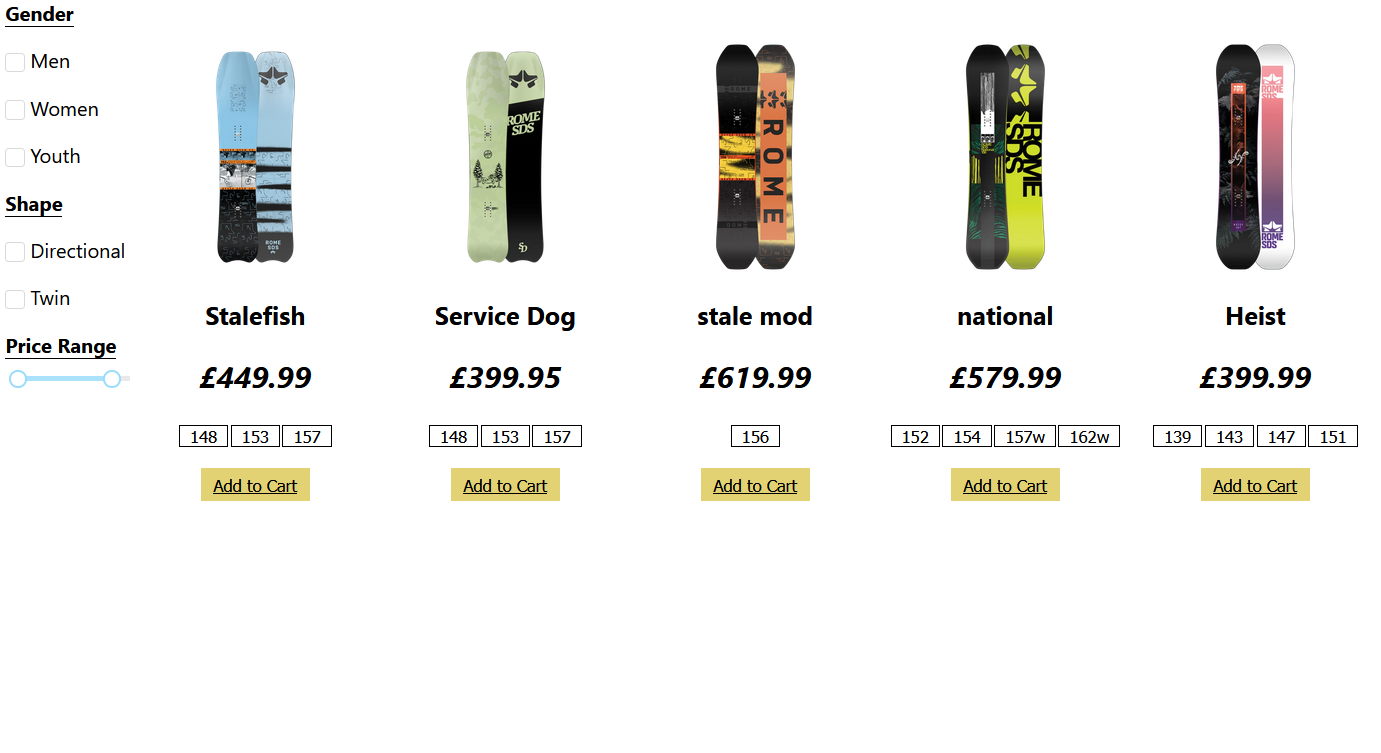 Gender
Men
Women
Youth
Shape
Directional
Twin
Price Range
ROME
SDS
ROME
SDS
SD
ROME
ROME
SDS
ROME
SDS
ROME
SDS
Stalefish
Service Dog
stale mod
national
Heist
£449.99
£399.95
£619.99
£579.99
£399.99
148 153 157
148 153 157
156
152 154 157w 162w
139 143 147 151
Add to Cart
Add to Cart
Add to Cart
Add to Cart
Add to Cart